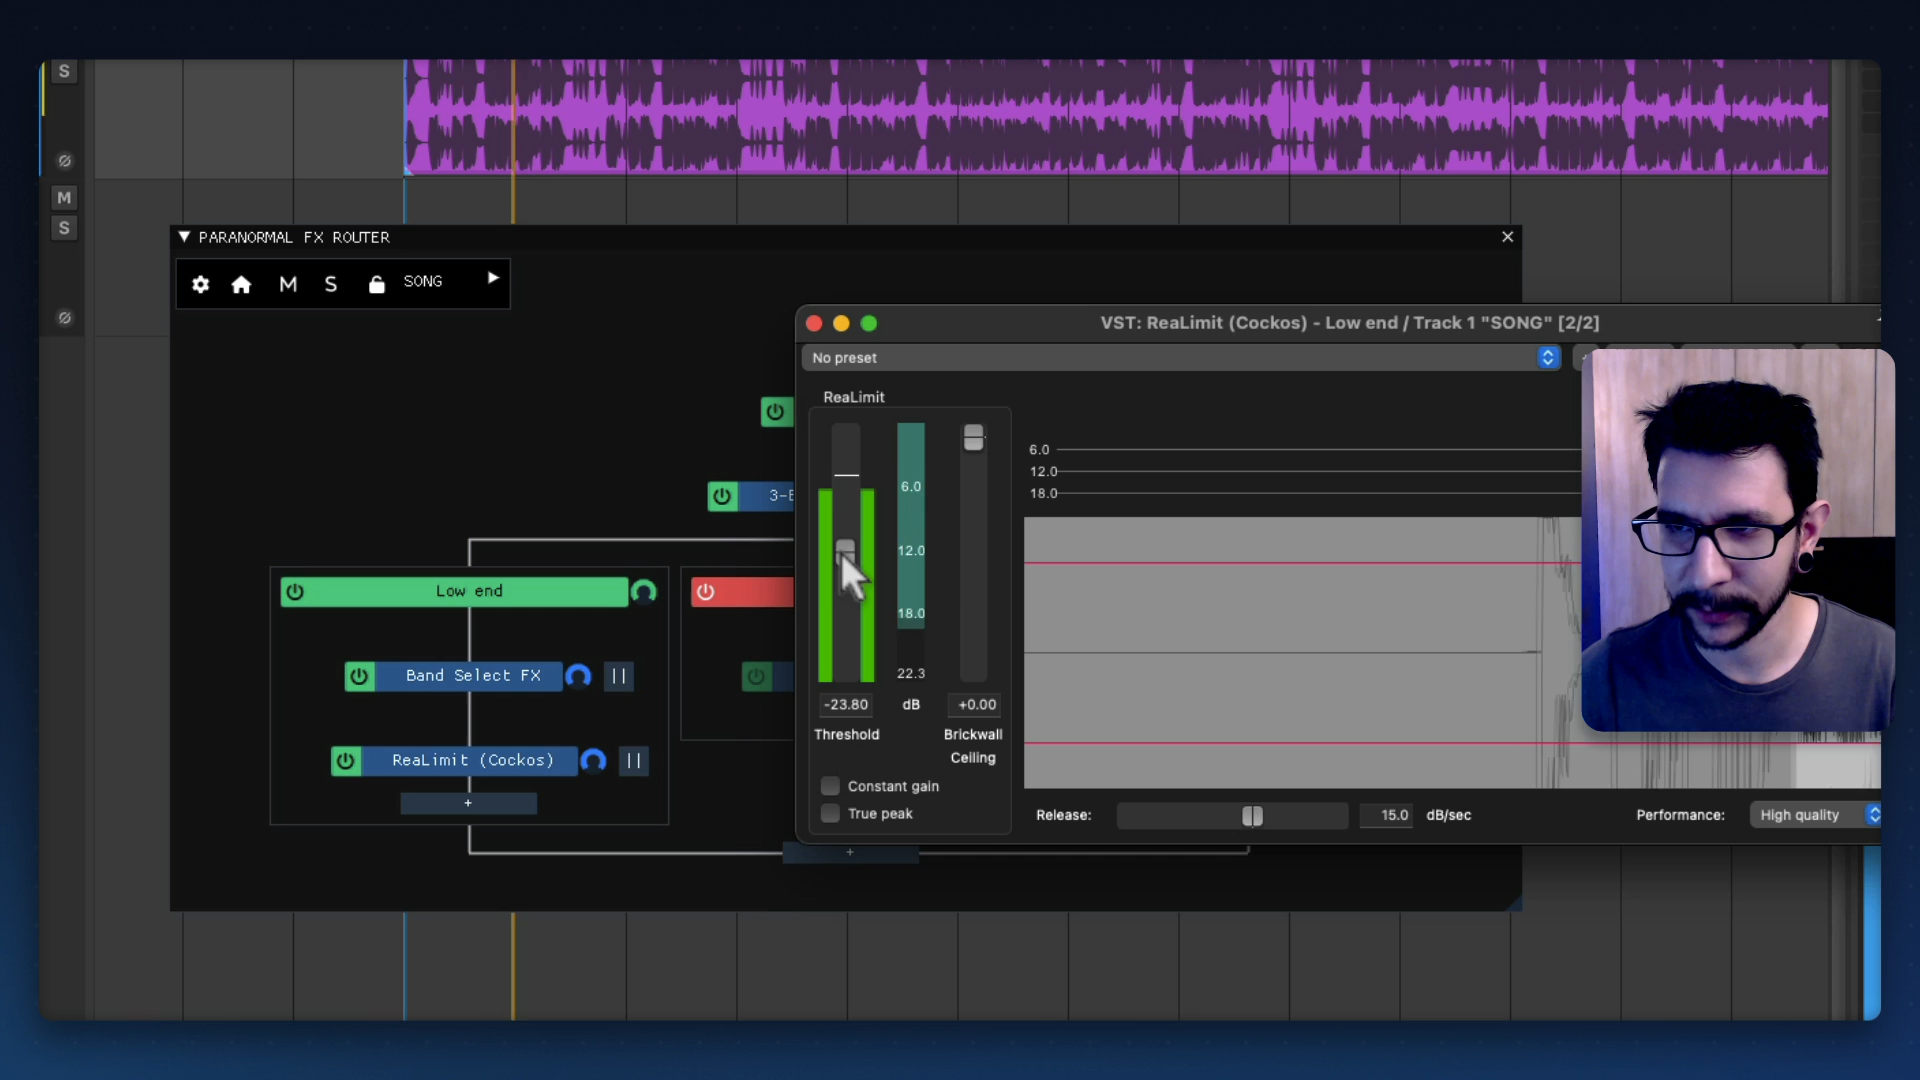 S
M
S
PARANORMAL FX ROUTER
M S SONG
VST: ReaLimit (Cockos) - Low end / Track 1 "SONG" [2/2]
No preset
ReaLimit
6.0
12.0
18.0
22.3
-23.80 dB +0.00
Threshold Brickwall
Ceiling
Constant gain
True peak
6.0
12.0
18.0
Release: 15.0 dB/sec Performance: High quality
Low end
Band Select FX
ReaLimit (Cockos)
+
+